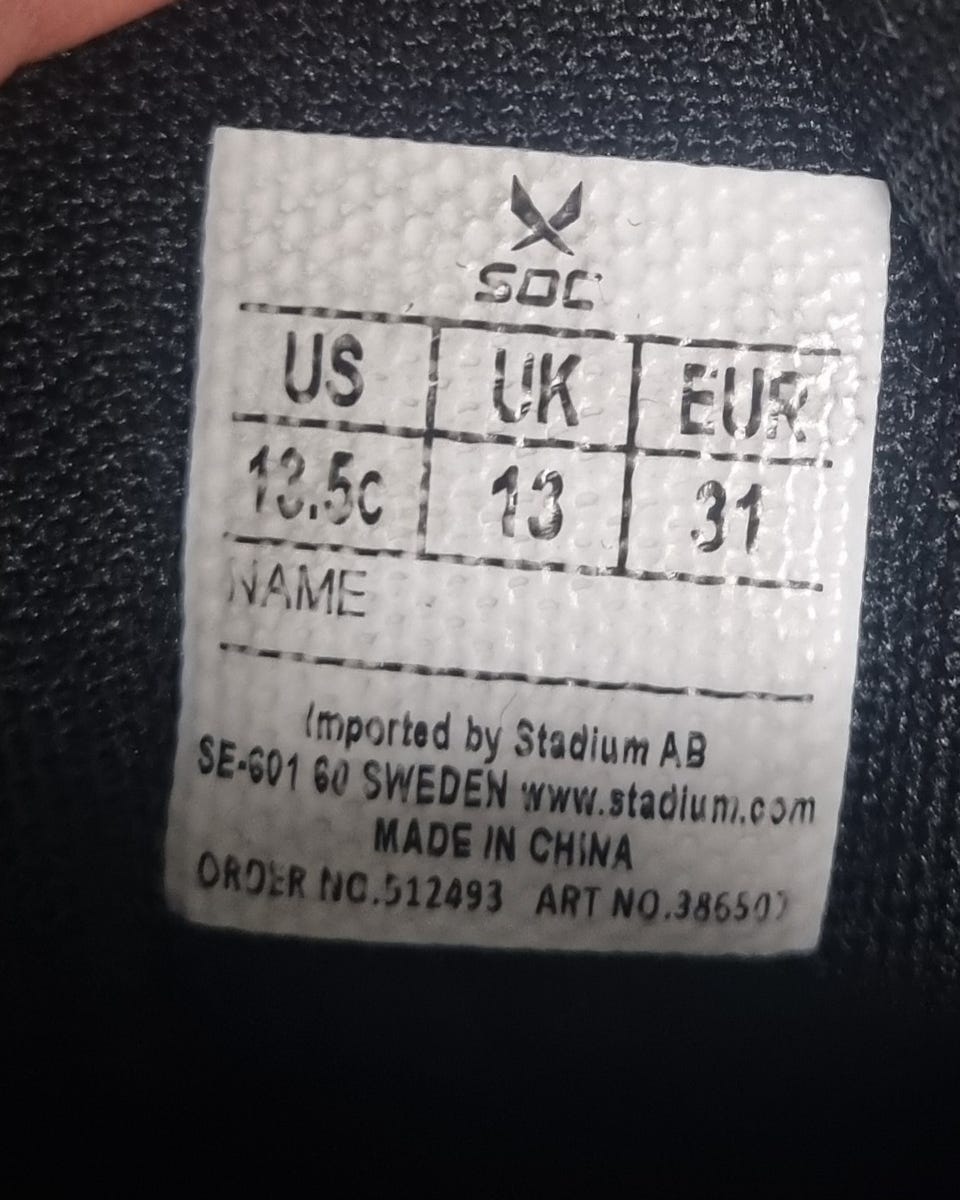 SOC
US UK EUR
13.5c 13 31
NAME
Imported by Stadium AB
SE-601 60 SWEDEN www.stadium.com
MADE IN CHINA
ORDER NO.512493 ART NO.